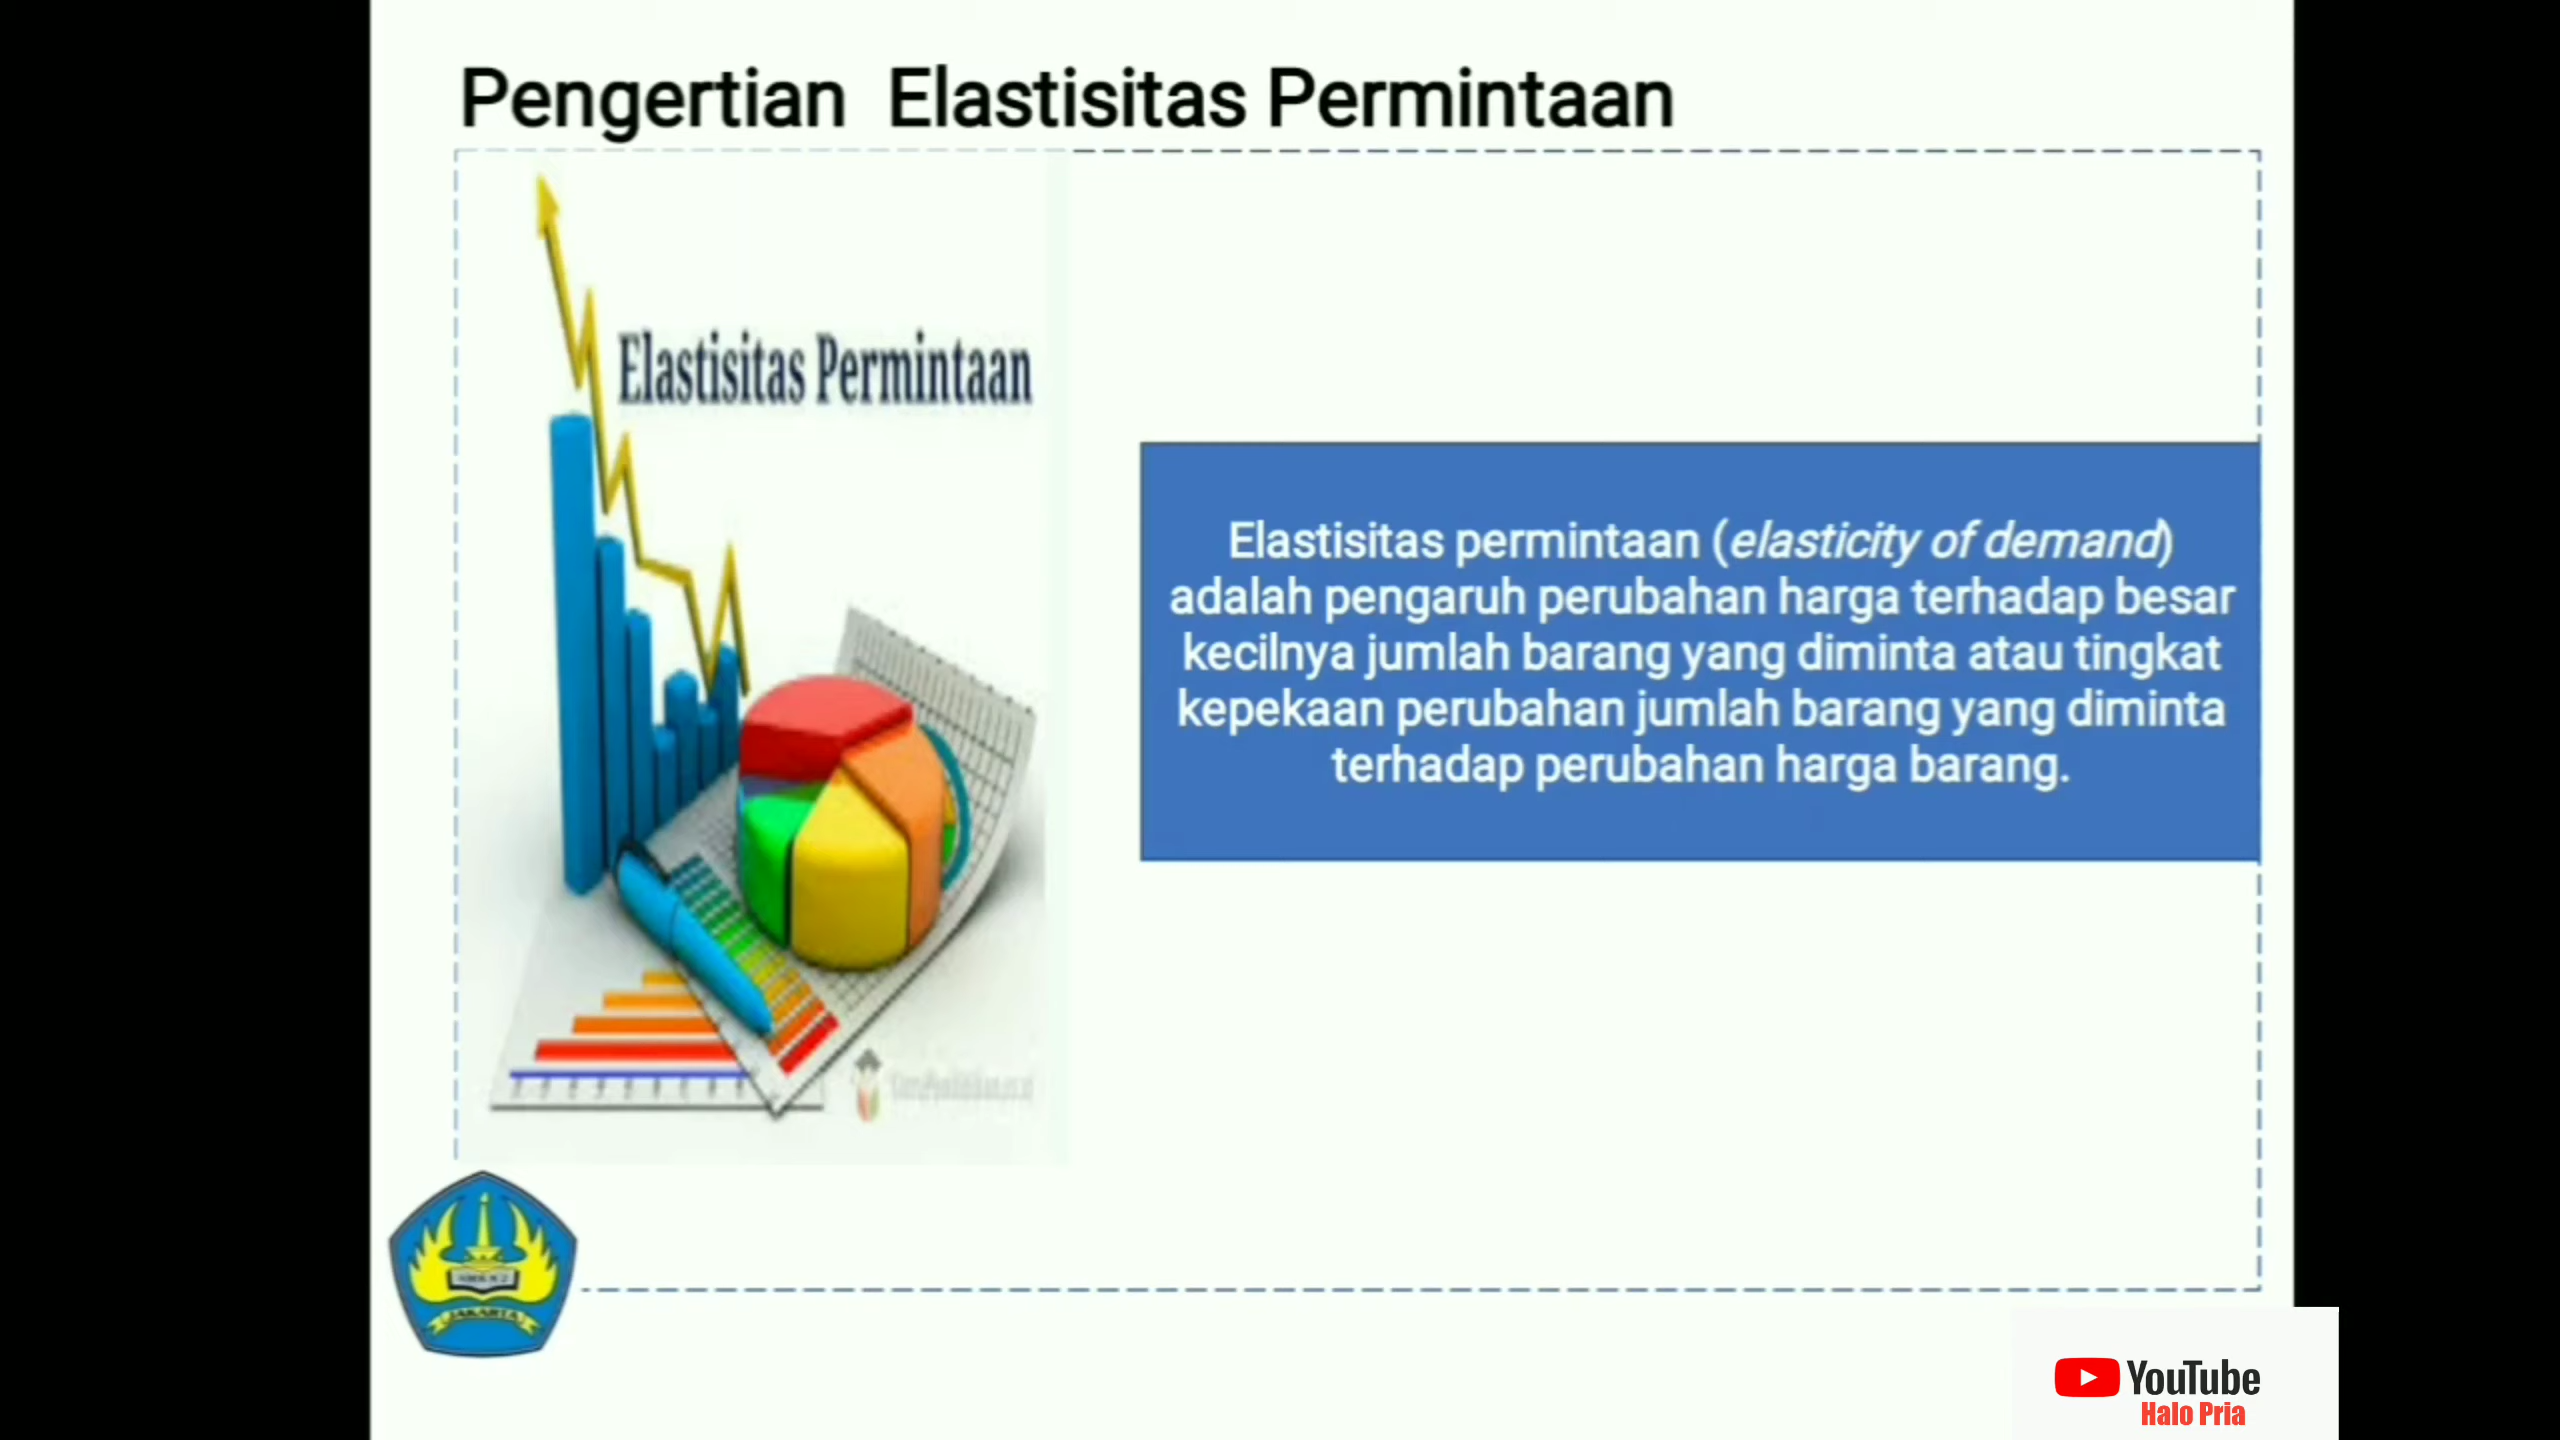 Pengertian  Elastisitas Permintaan
Elastisitas Permintaan
Elastisitas permintaan (elasticity of demand)
adalah pengaruh perubahan harga terhadap besar
kecilnya jumlah barang yang diminta atau tingkat
kepekaan perubahan jumlah barang yang diminta
terhadap perubahan harga barang.
JAKARTA
YouTube
Halo Pria